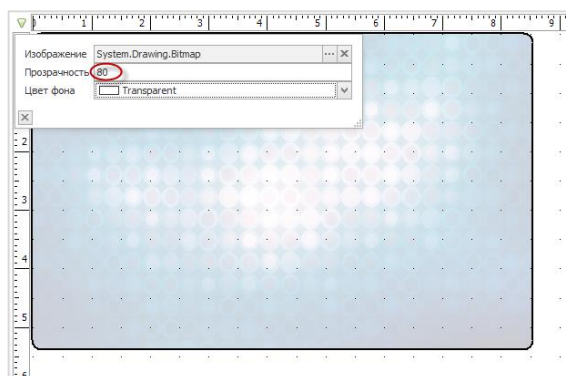 1 2 3 4 5 6 7 8 9
Изображение System.Drawing.Bitmap ...
Прозрачность 80
Цвет фона Transparent
2
3
4
5
6